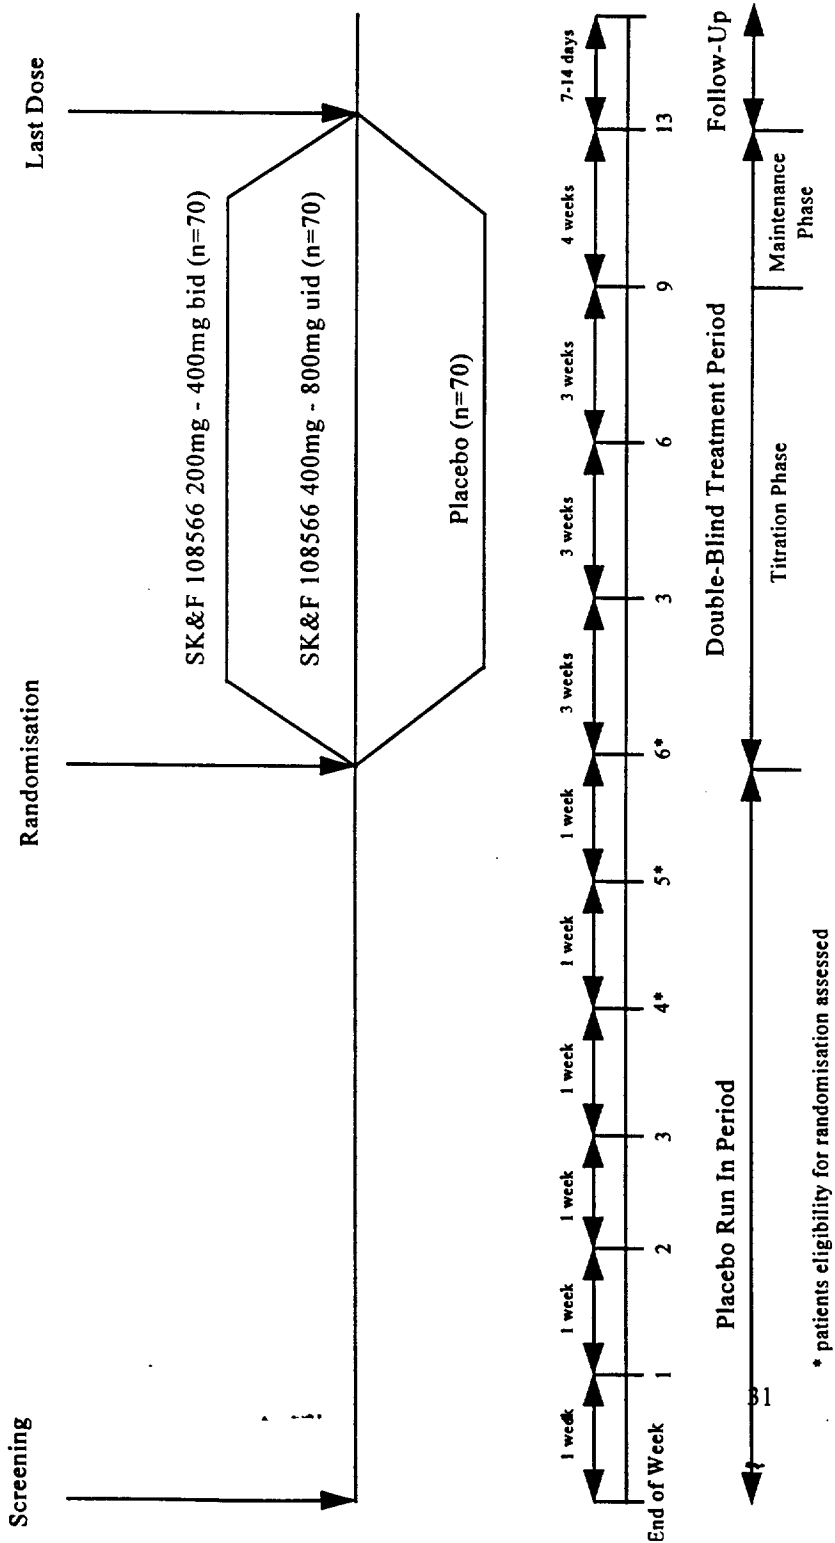 Screening
Randomisation
Last Dose
SK&F 108566 200mg - 400mg bid (n=70)
SK&F 108566 400mg - 800mg uid (n=70)
Placebo (n=70)
1 week 1 week 1 week 1 week 1 week 1 week 3 weeks 3 weeks 3 weeks 4 weeks 7-14 days
End of Week 1 2 3 4* 5* 6* 3 6 9 13
Placebo Run In Period
Double-Blind Treatment Period
Follow-Up
Titration Phase
Maintenance
Phase
* patients eligibility for randomisation assessed
31